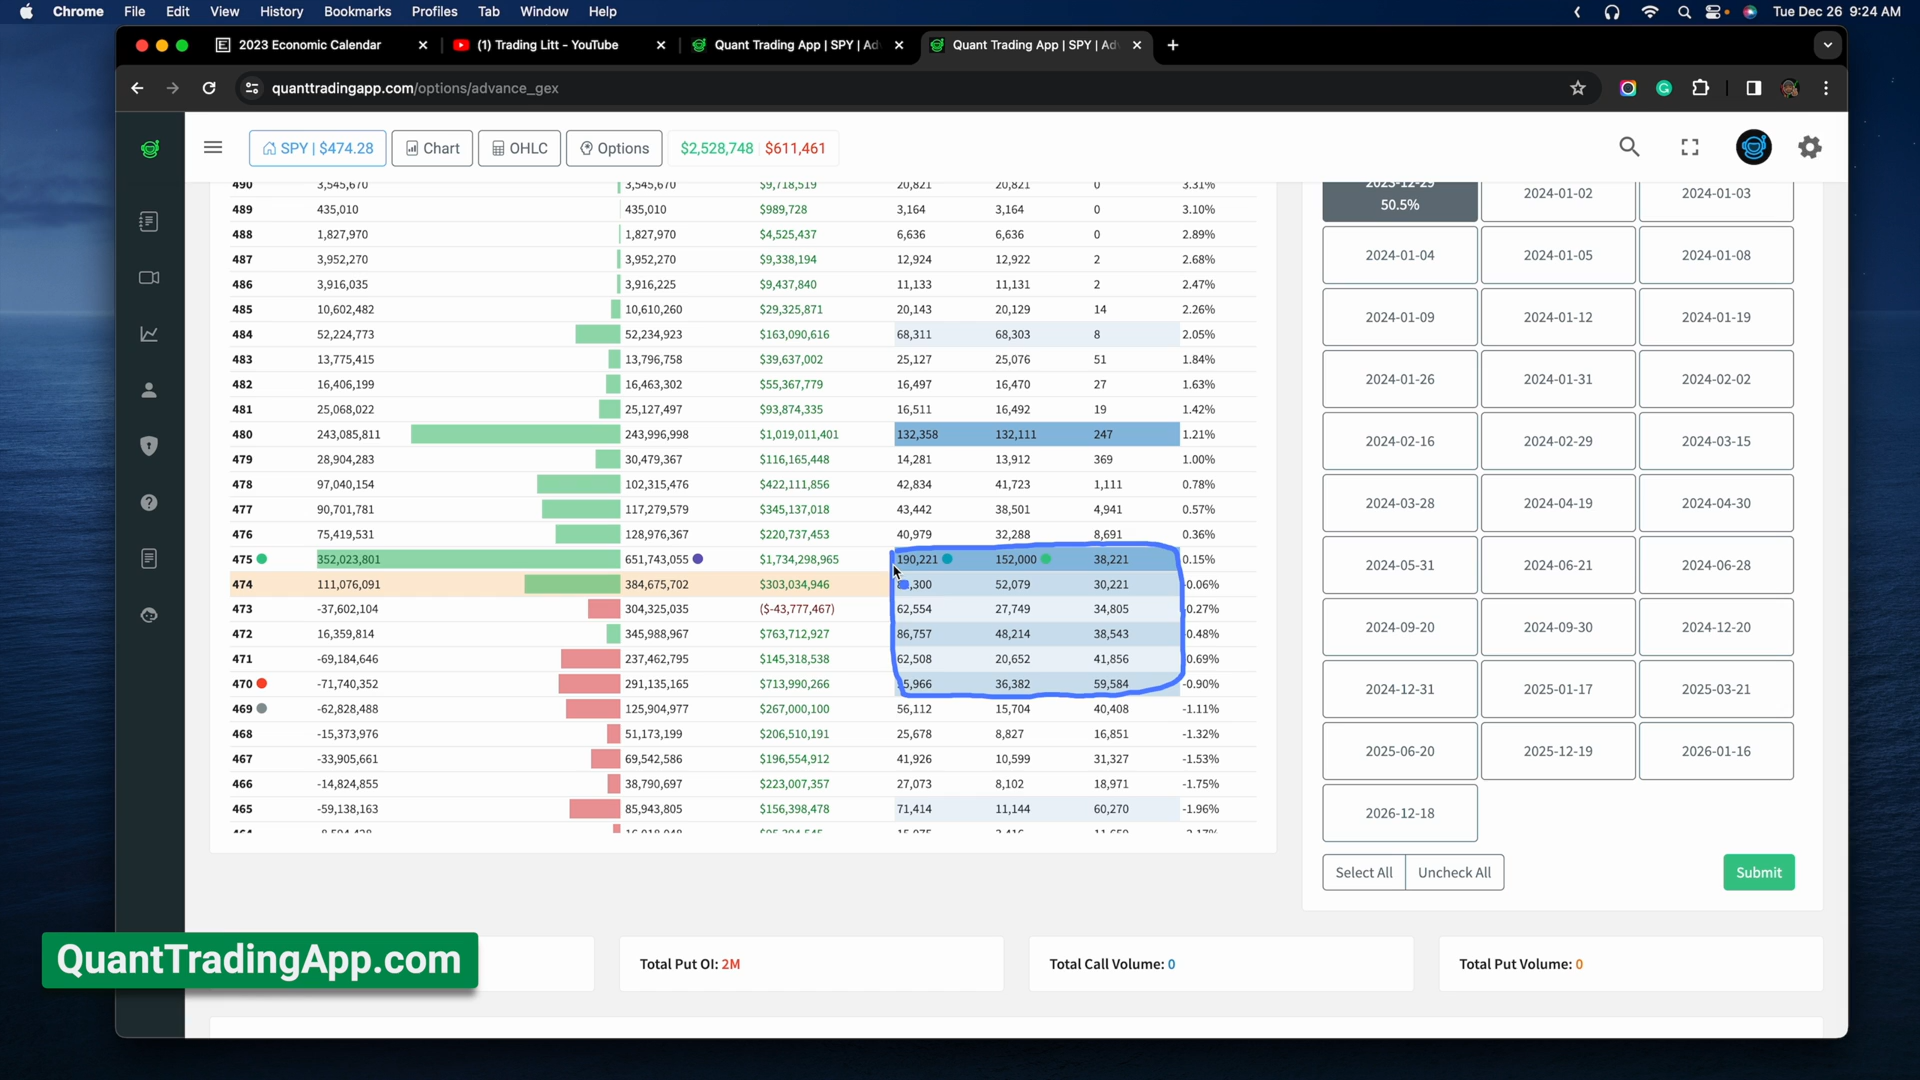 Chrome File Edit View History Bookmarks Profiles Tab Window Help Tue Dec 26 9:24 AM
2023 Economic Calendar (1) Trading Litt - YouTube Quant Trading App | SPY | Ad Quant Trading App | SPY | Ad
quanttradingapp.com/options/advance_gex
SPY | $474.28 Chart OHLC Options $2,528,748 $611,461
490 3,545,670 3,545,670 $9,718,519 20,821 20,821 0 3.31%
489 435,010 435,010 $989,728 3,164 3,164 0 3.10%
488 1,827,970 1,827,970 $4,525,437 6,636 6,636 0 2.89%
487 3,952,270 3,952,270 $9,338,194 12,924 12,922 2 2.68%
486 3,916,035 3,916,225 $9,437,840 11,133 11,131 2 2.47%
485 10,602,482 10,610,260 $29,325,871 20,143 20,129 14 2.26%
484 52,224,773 52,234,923 $163,090,616 68,311 68,303 8 2.05%
483 13,775,415 13,796,758 $39,637,002 25,127 25,076 51 1.84%
482 16,406,199 16,463,302 $55,367,779 16,497 16,470 27 1.63%
481 25,068,022 25,127,497 $93,874,335 16,511 16,492 19 1.42%
480 243,085,811 243,996,998 $1,019,011,401 132,358 132,111 247 1.21%
479 28,904,283 30,479,367 $116,165,448 14,281 13,912 369 1.00%
478 97,040,154 102,315,476 $422,111,856 42,834 41,723 1,111 0.78%
477 90,701,781 117,279,579 $345,137,018 43,442 38,501 4,941 0.57%
476 75,419,531 128,976,367 $220,737,453 40,979 32,288 8,691 0.36%
475 352,023,801 651,743,055 $1,734,298,965 190,221 152,000 38,221 0.15%
474 111,076,091 384,675,702 $303,034,946 52,079 30,221 -0.06%
473 -37,602,104 304,325,035 ($-43,777,467) 62,554 27,749 34,805 -0.27%
472 16,359,814 345,988,967 $763,712,927 86,757 48,214 38,543 -0.48%
471 -69,184,646 237,462,795 $145,318,538 62,508 20,652 41,856 -0.69%
470 -71,740,352 291,135,165 $713,990,266 36,382 59,584 -0.90%
469 -62,828,488 125,904,977 $267,000,100 56,112 15,704 40,408 -1.11%
468 -15,373,976 51,173,199 $206,510,191 25,678 8,827 16,851 -1.32%
467 -33,905,661 69,542,586 $196,554,912 41,926 10,599 31,327 -1.53%
466 -14,824,855 38,790,697 $223,007,357 27,073 8,102 18,971 -1.75%
465 -59,138,163 85,943,805 $156,398,478 71,414 11,144 60,270 -1.96%
2023-12-29 2024-01-02 2024-01-03
50.5%
2024-01-04 2024-01-05 2024-01-08
2024-01-09 2024-01-12 2024-01-19
2024-01-26 2024-01-31 2024-02-02
2024-02-16 2024-02-29 2024-03-15
2024-03-28 2024-04-19 2024-04-30
2024-05-31 2024-06-21 2024-06-28
2024-09-20 2024-09-30 2024-12-20
2024-12-31 2025-01-17 2025-03-21
2025-06-20 2025-12-19 2026-01-16
2026-12-18
Select All Uncheck All Submit
QuantTradingApp.com
Total Put OI: 2M Total Call Volume: 0 Total Put Volume: 0